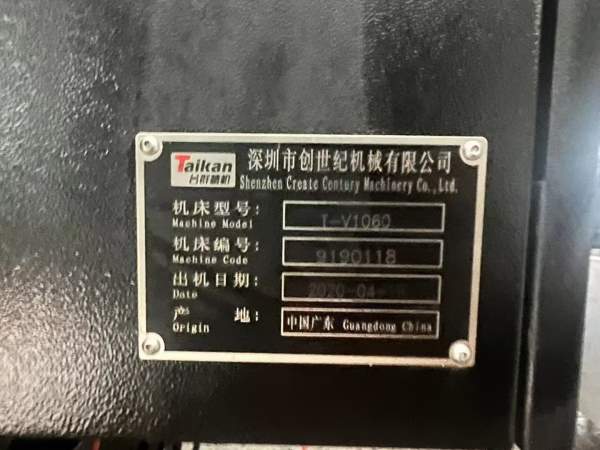 Taikan
台群精机
深圳市创世纪机械有限公司
Shenzhen Create Century Machinery Co., Ltd.
机床型号:
Machine Model
T-V1060
机床编号:
Machine Code
9190118
出机日期:
Date
2020-04-
产 地:
Origin
中国广东 Guangdong China